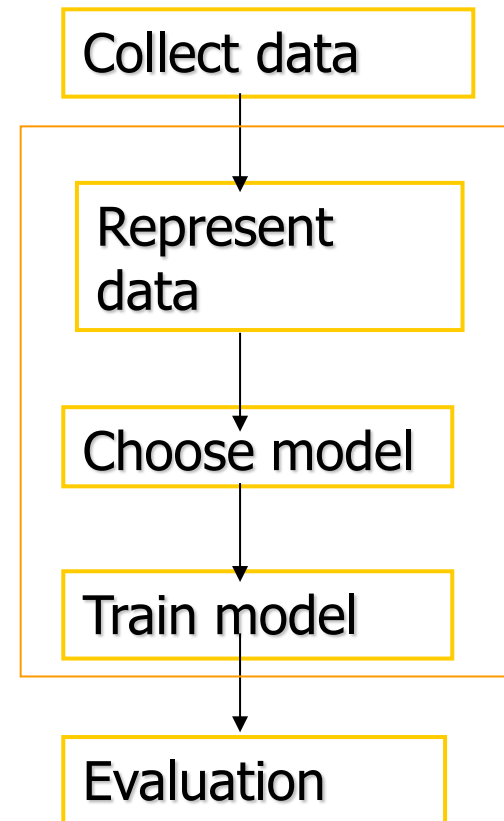 Collect data
Represent
data
Choose model
Train model
Evaluation